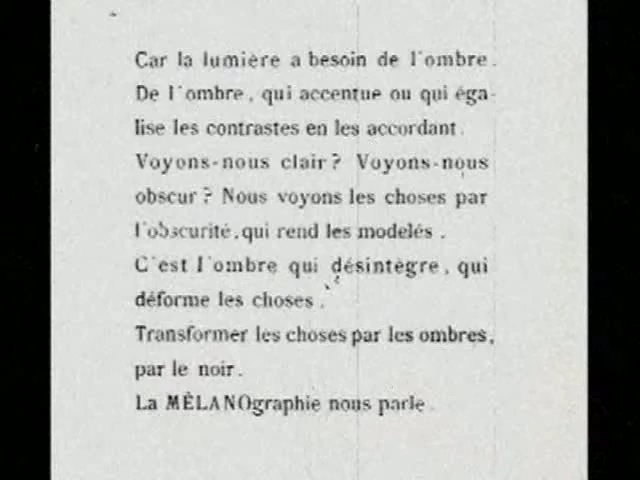 Car la lumière a besoin de l'ombre.
De l'ombre, qui accentue ou qui éga-
lise les contrastes en les accordant.
Voyons-nous clair ? Voyons-nous
obscur ? Nous voyons les choses par
l'obscurité, qui rend les modelés.
C'est l'ombre qui désintègre, qui
déforme les choses.
Transformer les choses par les ombres,
par le noir.
La MÉLANOgraphie nous parle.